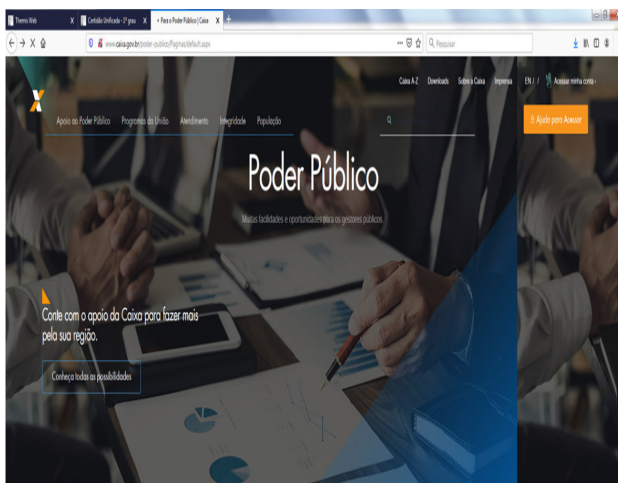 Themis Web X Certidão Unificada - 2º grau X + Para o Poder Público | Caixa X +
www.caixa.gov.br/poder-publico/Paginas/default.aspx Pesquisar
Caixa A-Z Downloads Sobre a Caixa Imprensa EN / / Acessar minha conta
Apoio ao Poder Público Programas da União Atendimento Integridade População
Ajuda para Acessar
Poder Público
Muitas facilidades e oportunidades para os gestores públicos.
Conte com o apoio da Caixa para fazer mais
pela sua região.
Conheça todas as possibilidades